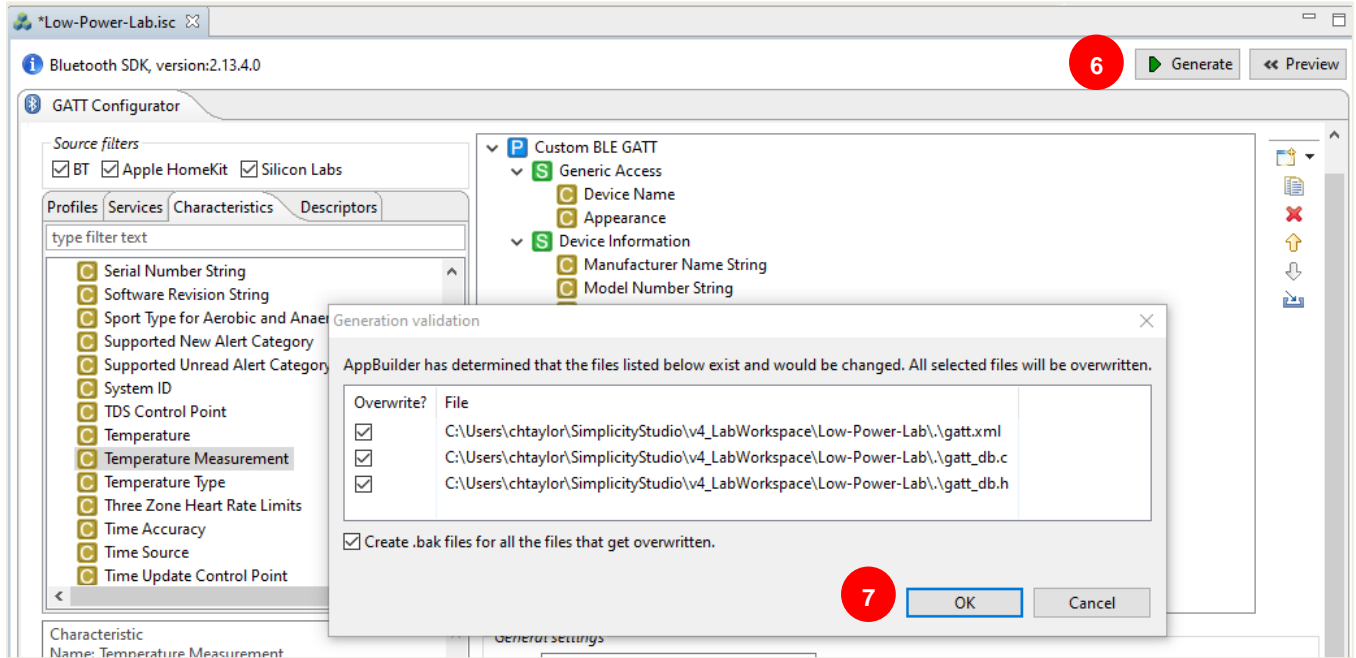 *Low-Power-Lab.isc
Bluetooth SDK, version:2.13.4.0
6
Generate
Preview
GATT Configurator
Source filters
BT
Apple HomeKit
Silicon Labs
Profiles
Services
Characteristics
Descriptors
type filter text
Serial Number String
Software Revision String
Sport Type for Aerobic and Anaer
Supported New Alert Category
Supported Unread Alert Category
System ID
TDS Control Point
Temperature
Temperature Measurement
Temperature Type
Three Zone Heart Rate Limits
Time Accuracy
Time Source
Time Update Control Point
Characteristic
Name: Temperature Measurement
P Custom BLE GATT
S Generic Access
C Device Name
C Appearance
S Device Information
C Manufacturer Name String
C Model Number String
Generation validation
AppBuilder has determined that the files listed below exist and would be changed. All selected files will be overwritten.
Overwrite? File
C:\Users\chtaylor\SimplicityStudio\v4_LabWorkspace\Low-Power-Lab\.\gatt.xml
C:\Users\chtaylor\SimplicityStudio\v4_LabWorkspace\Low-Power-Lab\.\gatt_db.c
C:\Users\chtaylor\SimplicityStudio\v4_LabWorkspace\Low-Power-Lab\.\gatt_db.h
Create .bak files for all the files that get overwritten.
7
OK
Cancel
General settings